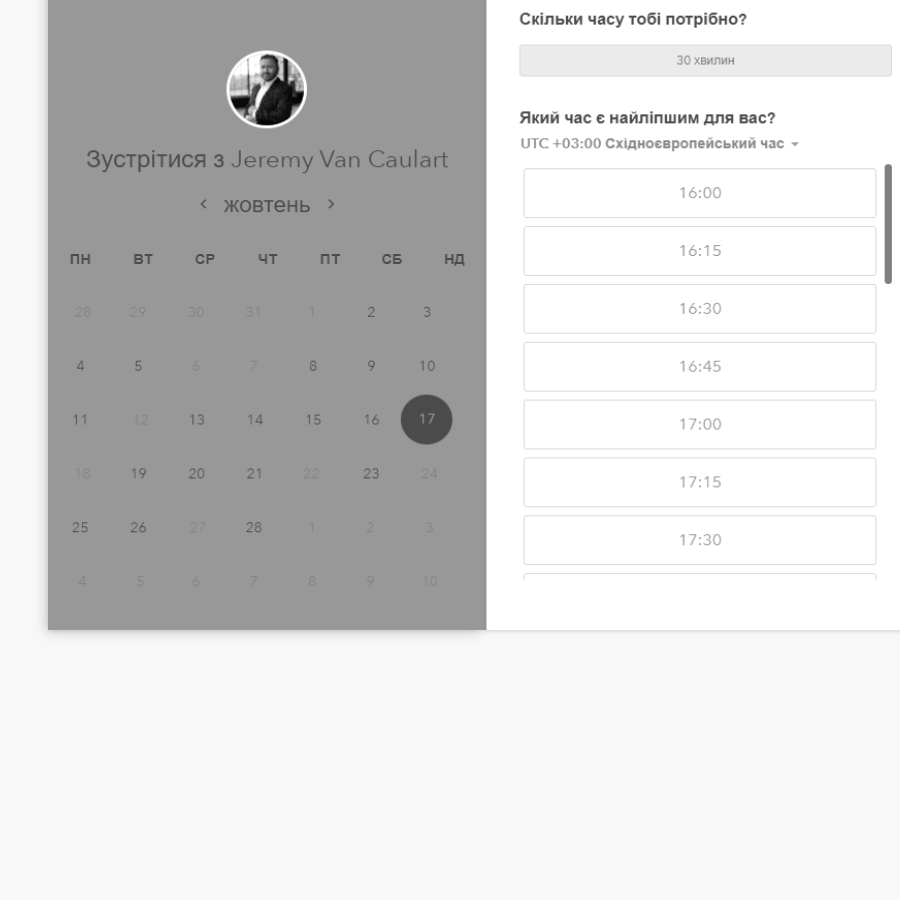 Зустрітися з Jeremy Van Caulart
жовтень
ПН ВТ СР ЧТ ПТ СБ НД
28 29 30 31 1 2 3
4 5 6 7 8 9 10
11 12 13 14 15 16 17
18 19 20 21 22 23 24
25 26 27 28 1 2 3
4 5 6 7 8 9 10
Скільки часу тобі потрібно?
30 хвилин
Який час є найліпшим для вас?
UTC +03:00 Східноєвропейський час
16:00
16:15
16:30
16:45
17:00
17:15
17:30